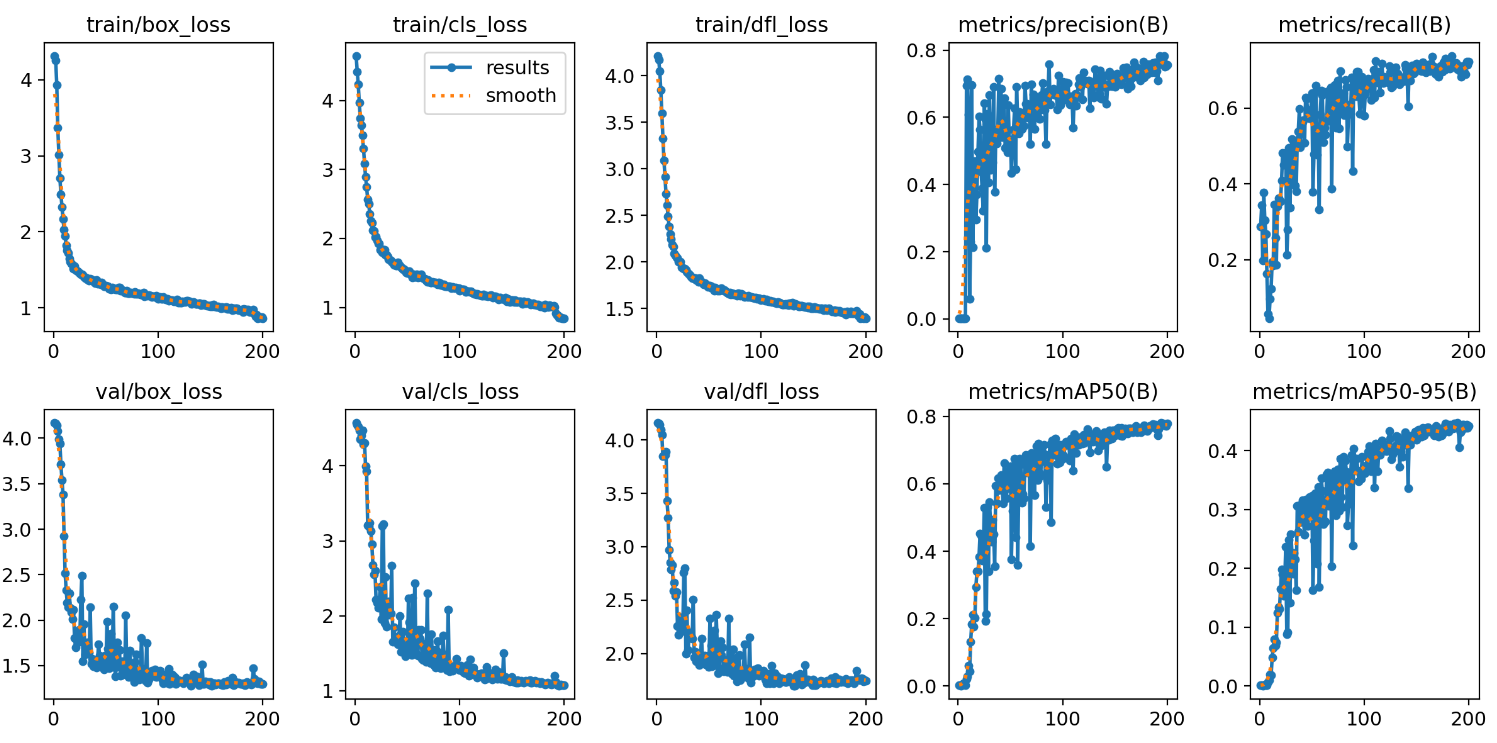 train/box_loss
train/cls_loss
train/dfl_loss
metrics/precision(B)
metrics/recall(B)
4
3
2
1
0 100 200
4
3
2
1
results
smooth
0 100 200
4.0
3.5
3.0
2.5
2.0
1.5
0 100 200
0.8
0.6
0.4
0.2
0.0
0 100 200
0.6
0.4
0.2
0 100 200
val/box_loss
val/cls_loss
val/dfl_loss
metrics/mAP50(B)
metrics/mAP50-95(B)
4.0
3.5
3.0
2.5
2.0
1.5
0 100 200
4
3
2
1
0 100 200
4.0
3.5
3.0
2.5
2.0
0 100 200
0.8
0.6
0.4
0.2
0.0
0 100 200
0.4
0.3
0.2
0.1
0.0
0 100 200